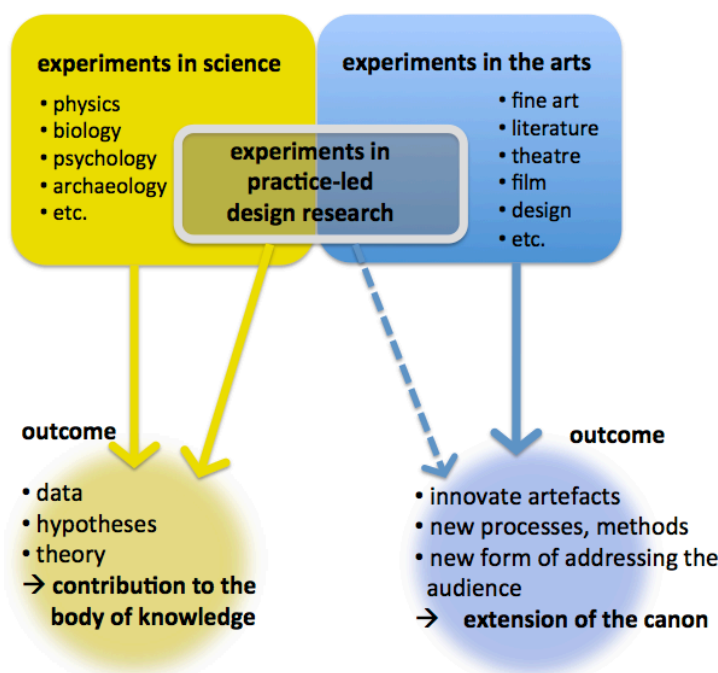 experiments in science
• physics
• biology
• psychology
• archaeology
• etc.
experiments in the arts
• fine art
• literature
• theatre
• film
• design
• etc.
experiments in
practice-led
design research
outcome
• data
• hypotheses
• theory
→ contribution to the
body of knowledge
outcome
• innovate artefacts
• new processes, methods
• new form of addressing the
audience
→ extension of the canon